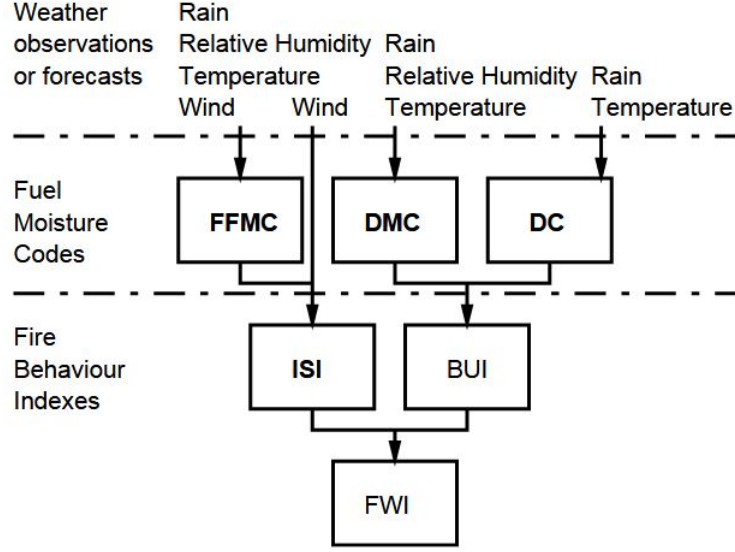 Weather
observations
or forecasts
Rain
Relative Humidity
Temperature
Wind
Wind
Rain
Relative Humidity
Temperature
Rain
Temperature
Fuel
Moisture
Codes
FFMC
DMC
DC
Fire
Behaviour
Indexes
ISI
BUI
FWI